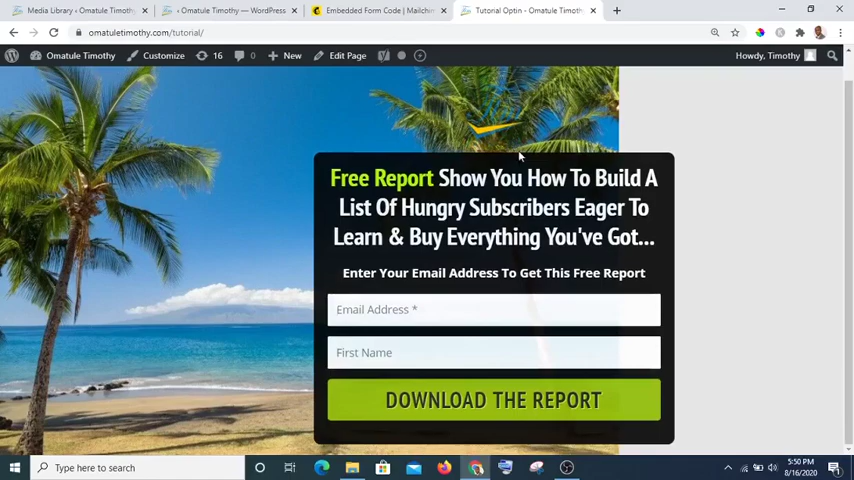 Media Library ‹ Omatule Timothy
‹ Omatule Timothy — WordPress
Embedded Form Code | Mailchim
Tutorial Optin - Omatule Timoth
omatuletimothy.com/tutorial/
Omatule Timothy
Customize
16
0
New
Edit Page
Howdy, Timothy
Free Report Show You How To Build A
List Of Hungry Subscribers Eager To
Learn & Buy Everything You've Got...
Enter Your Email Address To Get This Free Report
Email Address *
First Name
DOWNLOAD THE REPORT
Type here to search
5:50 PM
8/16/2020